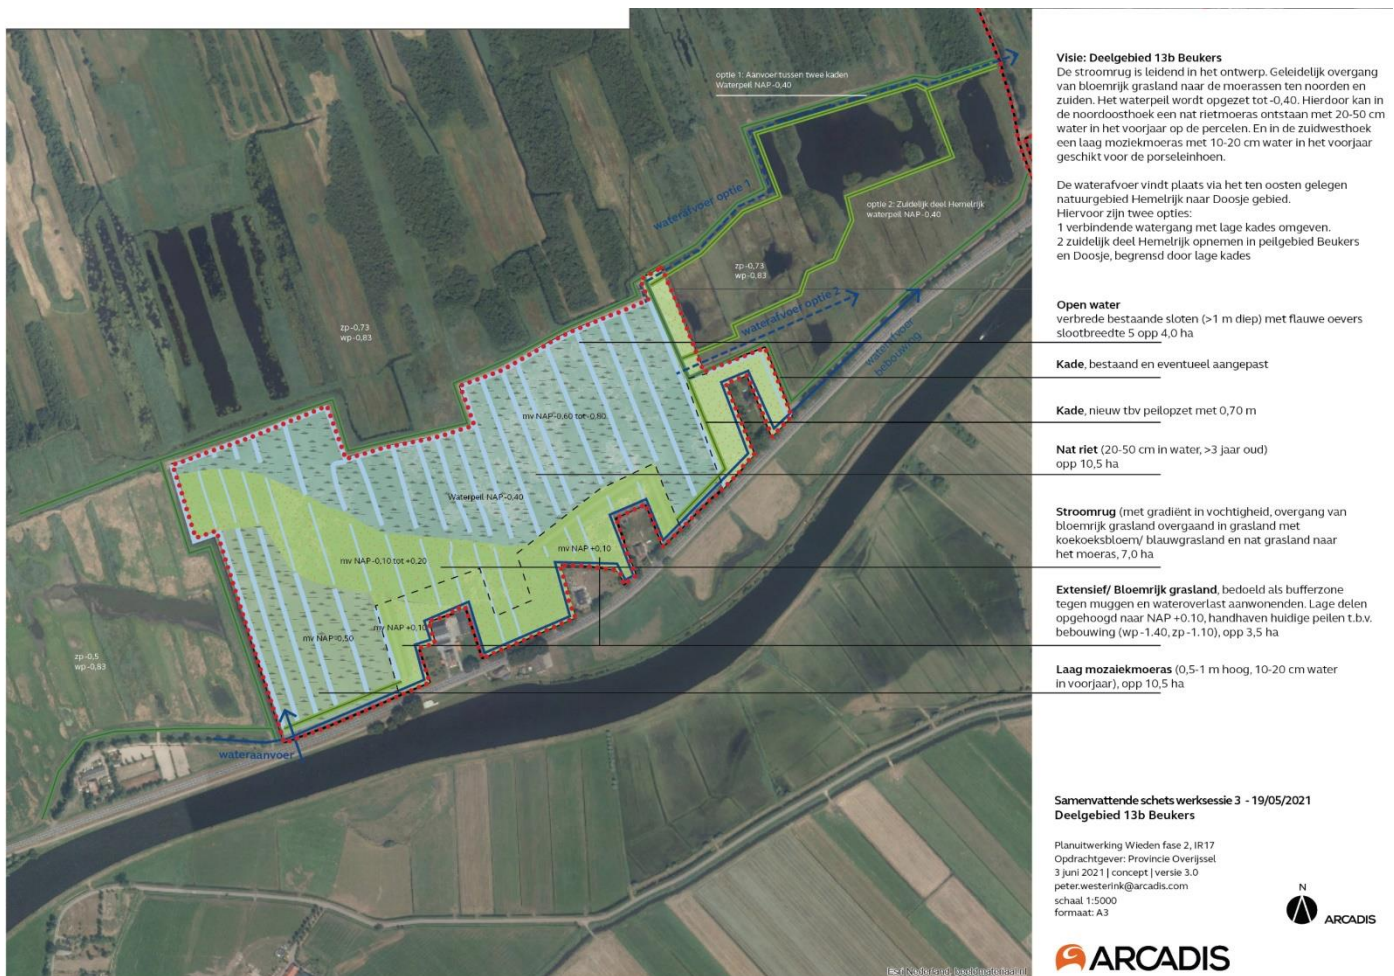 optie 1: Aanvoer tussen twee kaden
Waterpeil NAP -0,40
waterafvoer optie 1
optie 2: Zuidelijk deel Hemelrijk
waterpeil NAP -0.40
zp -0,73
wp -0.83
waterafvoer optie 2
waterafvoer
bebouwing
zp -0,73
wp -0,83
mv NAP -0,60 tot -0,80
Waterpeil NAP -0,40
mv NAP +0,10
mv NAP -0,10 tot +0,20
mv NAP +0,10
mv NAP -0,50
zp -0,5
wp -0,83
wateraanvoer
Esri Nederland, beeldmateriaal.nl
Visie: Deelgebied 13b Beukers
De stroomrug is leidend in het ontwerp. Geleidelijk overgang
van bloemrijk grasland naar de moerassen ten noorden en
zuiden. Het waterpeil wordt opgezet tot -0,40. Hierdoor kan in
de noordoosthoek een nat rietmoeras ontstaan met 20-50 cm
water in het voorjaar op de percelen. En in de zuidwesthoek
een laag moziekmoeras met 10-20 cm water in het voorjaar
geschikt voor de porseleinhoen.
De waterafvoer vindt plaats via het ten oosten gelegen
natuurgebied Hemelrijk naar Doosje gebied.
Hiervoor zijn twee opties:
1 verbindende watergang met lage kades omgeven.
2 zuidelijk deel Hemelrijk opnemen in peilgebied Beukers
en Doosje, begrensd door lage kades
Open water
verbrede bestaande sloten (>1 m diep) met flauwe oevers
slootbreedte 5 opp 4,0 ha
Kade, bestaand en eventueel aangepast
Kade, nieuw tbv peilopzet met 0,70 m
Nat riet (20-50 cm in water, >3 jaar oud)
opp 10,5 ha
Stroomrug (met gradiënt in vochtigheid, overgang van
bloemrijk grasland overgaand in grasland met
koekoeksbloem/ blauwgrasland en nat grasland naar
het moeras, 7,0 ha
Extensief/ Bloemrijk grasland, bedoeld als bufferzone
tegen muggen en wateroverlast aanwonenden. Lage delen
opgehoogd naar NAP +0.10, handhaven huidige peilen t.b.v.
bebouwing (wp -1.40, zp -1.10), opp 3,5 ha
Laag mozaiekmoeras (0,5-1 m hoog, 10-20 cm water
in voorjaar), opp 10,5 ha
Samenvattende schets werksessie 3 - 19/05/2021
Deelgebied 13b Beukers
Planuitwerking Wieden fase 2, IR17
Opdrachtgever: Provincie Overijssel
3 juni 2021 | concept | versie 3.0
peter.westerink@arcadis.com
schaal 1:5000
formaat: A3
N
ARCADIS
ARCADIS